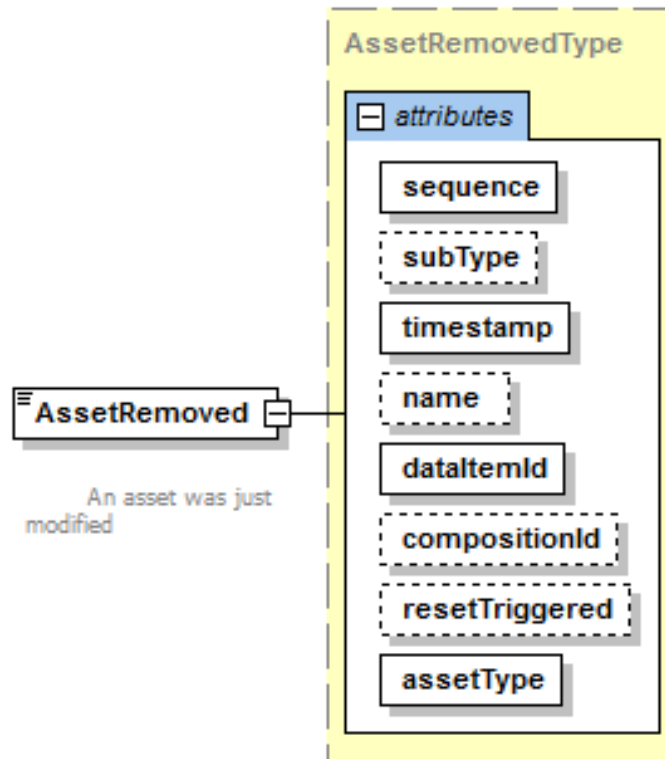 AssetRemovedType
attributes
sequence
subType
timestamp
name
AssetRemoved
dataItemId
An asset was just
modified
compositionId
resetTriggered
assetType